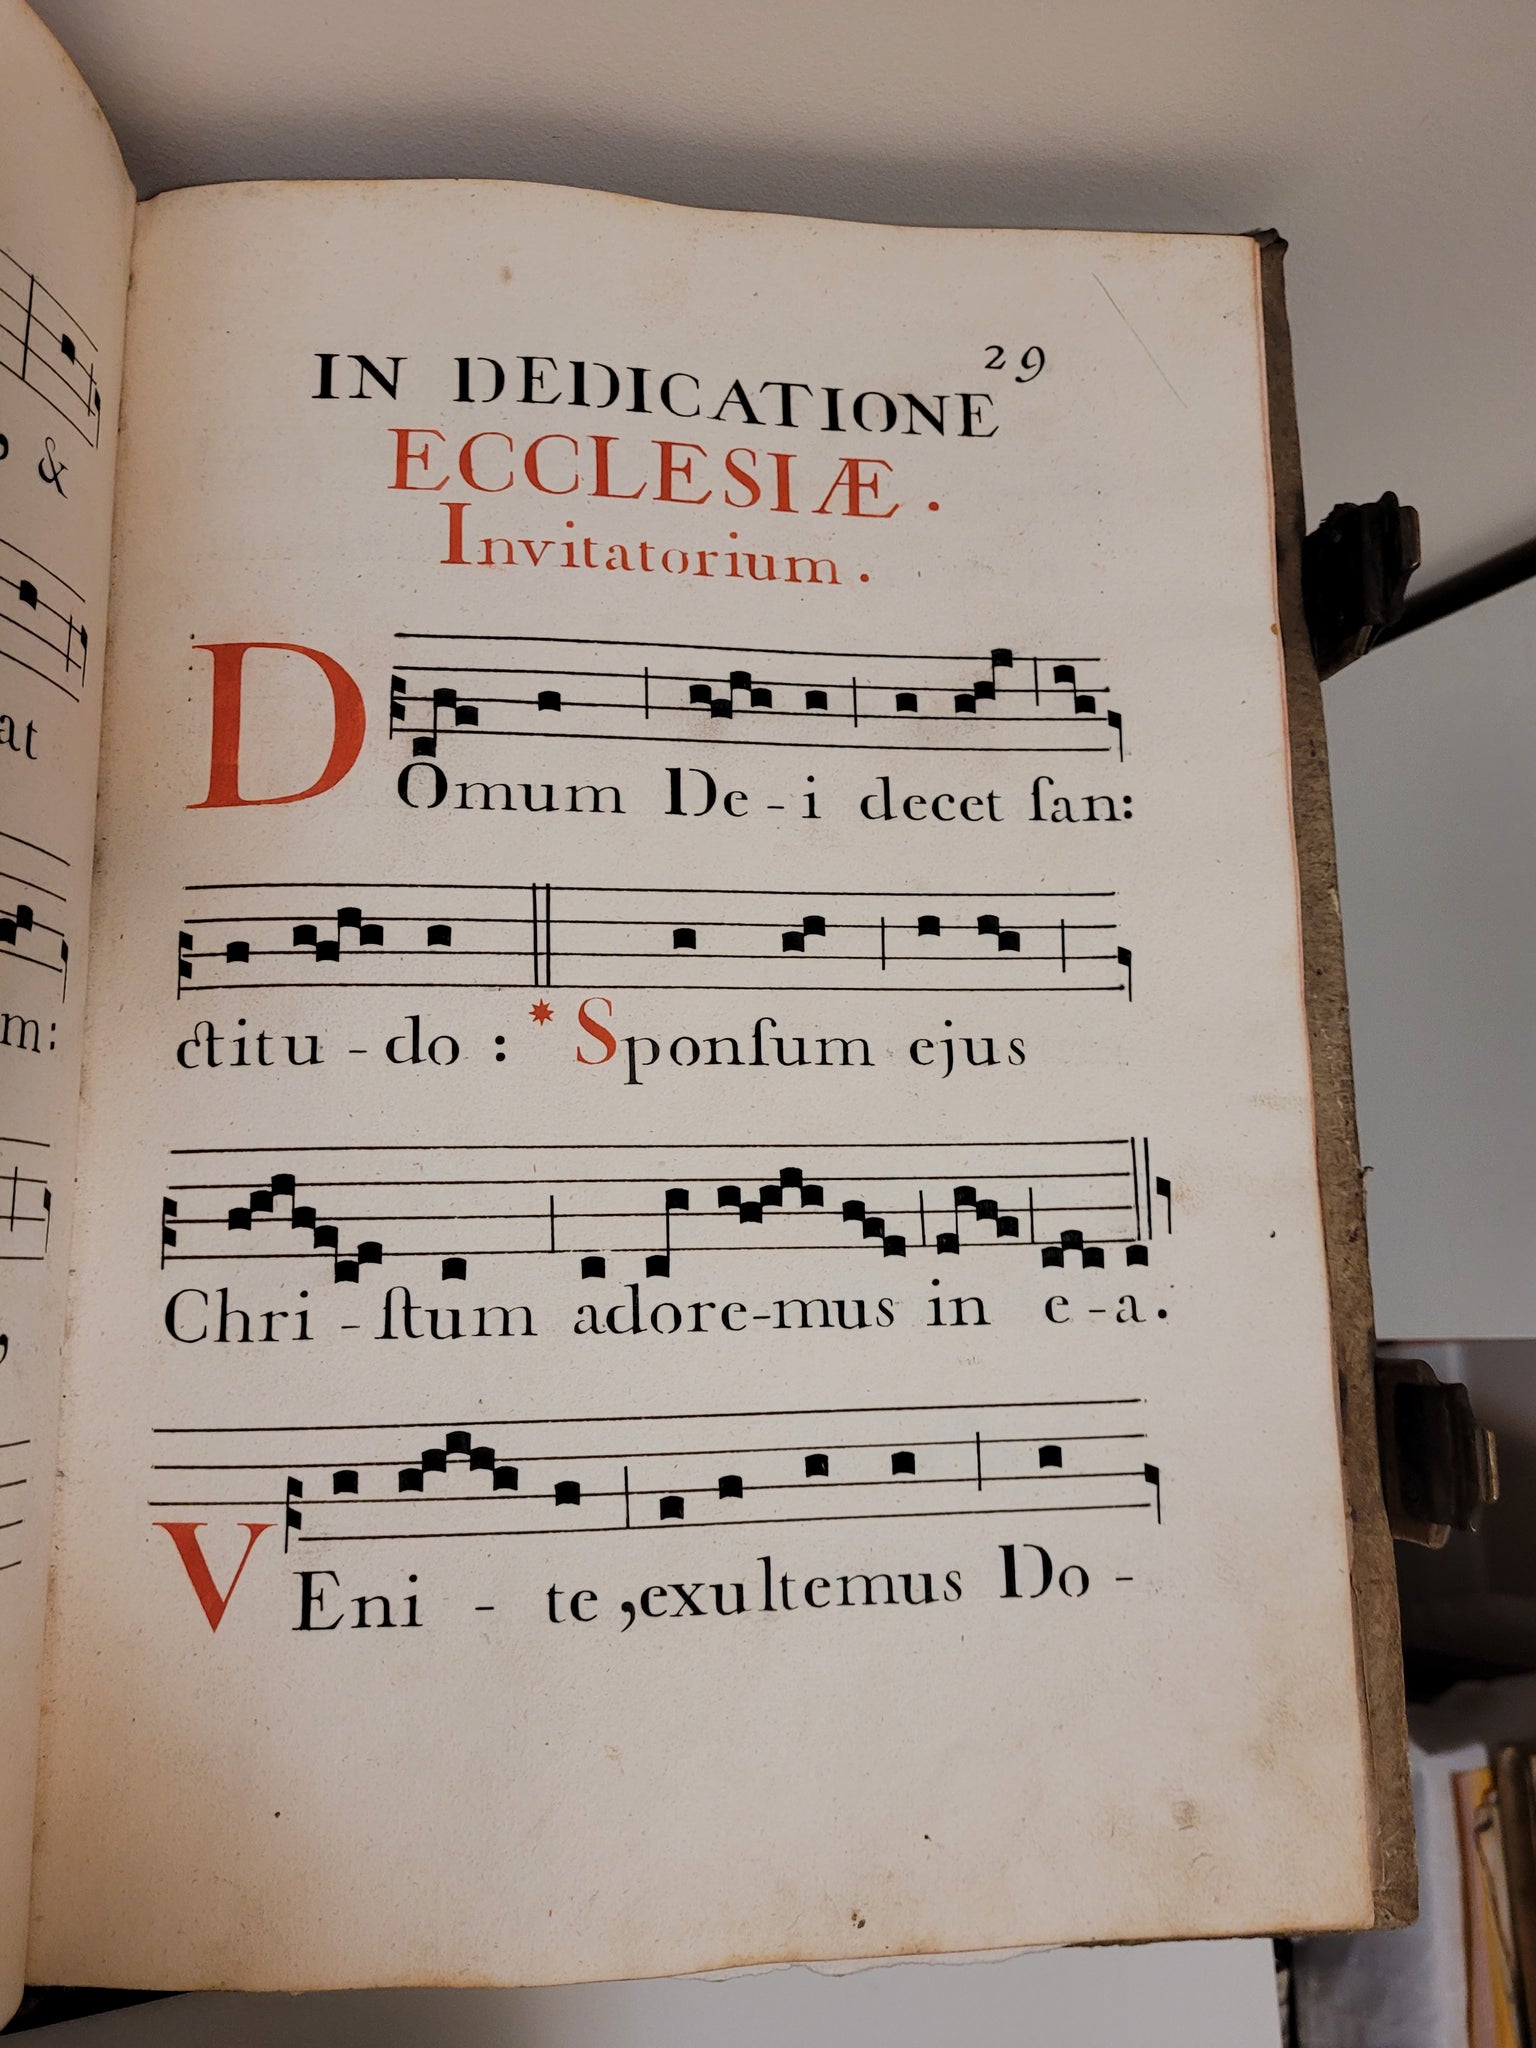 29
IN DEDICATIONE
ECCLESIÆ.
Invitatorium.
DOmum De-i decet ſan:
ctitu-do: * Sponſum ejus
Chri-ſtum adore-mus in e-a.
VEni-te, exultemus Do-
, &
at
m:
,